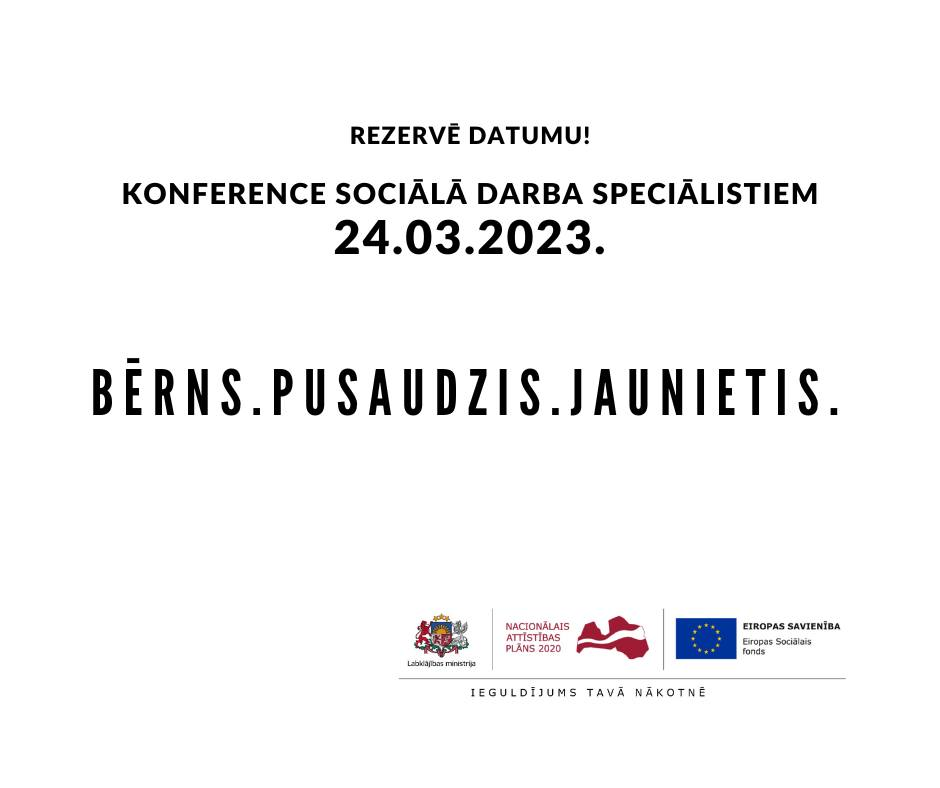 REZERVĒ DATUMU!
KONFERENCE SOCIĀLĀ DARBA SPECIĀLISTIEM
24.03.2023.
BĒRNS.PUSAUDZIS.JAUNIETIS.
Labklājības ministrija
NACIONĀLAIS
ATTĪSTĪBAS
PLĀNS 2020
EIROPAS SAVIENĪBA
Eiropas Sociālais
fonds
IEGULDĪJUMS TAVĀ NĀKOTNĒ